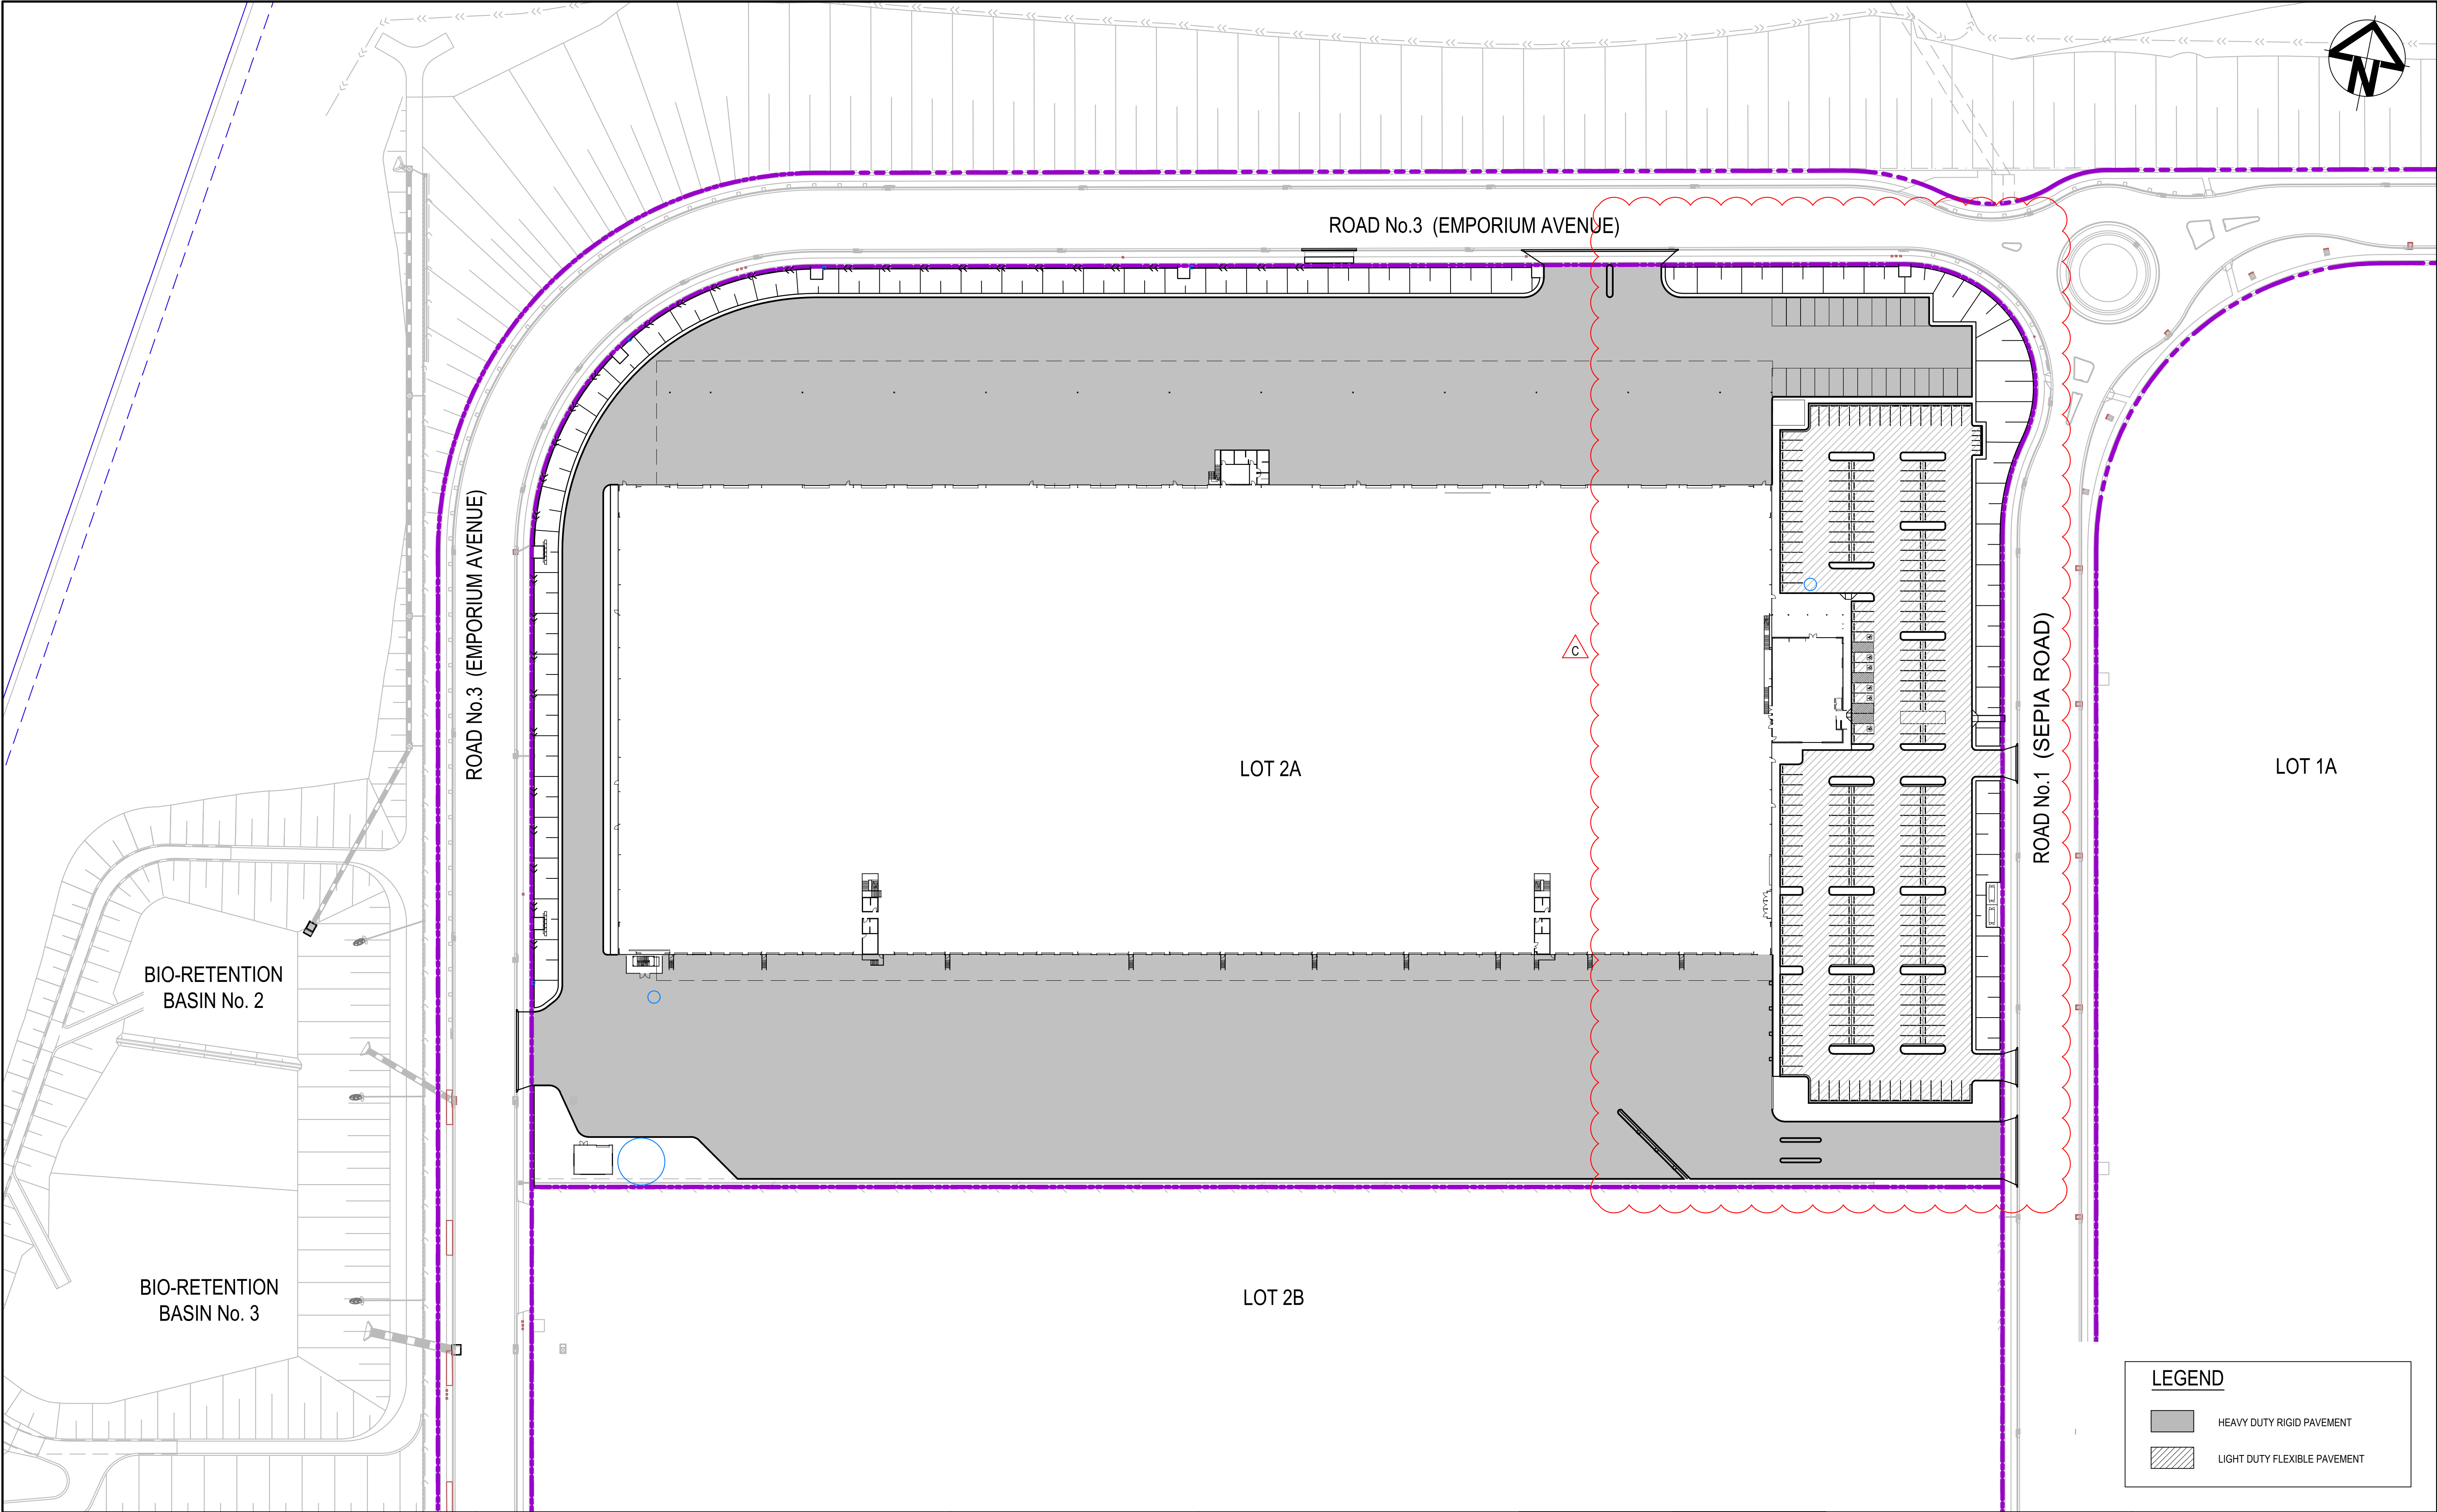 N
ROAD No.3 (EMPORIUM AVENUE)
ROAD No.3 (EMPORIUM AVENUE)
C
ROAD No.1 (SEPIA ROAD)
LOT 2A
LOT 1A
BIO-RETENTION
BASIN No. 2
BIO-RETENTION
BASIN No. 3
LOT 2B
LEGEND
HEAVY DUTY RIGID PAVEMENT
LIGHT DUTY FLEXIBLE PAVEMENT